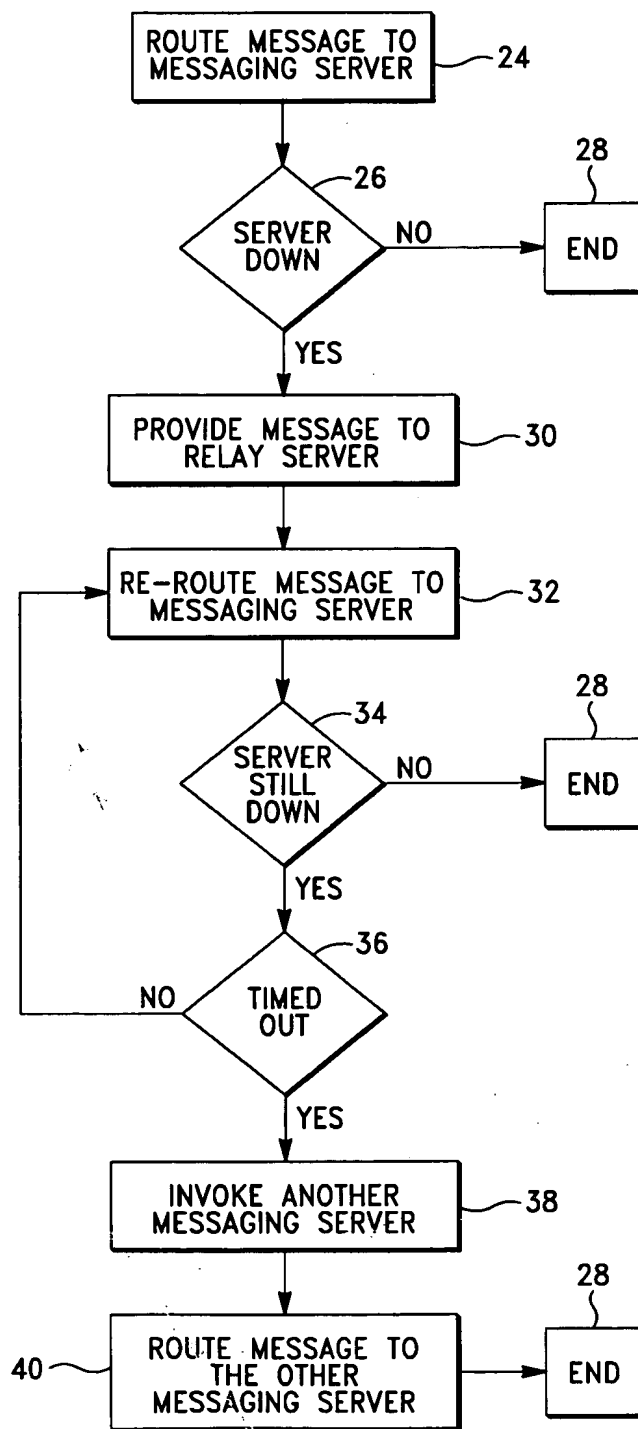 ROUTE MESSAGE TO
MESSAGING SERVER
24
26
28
SERVER
DOWN
NO
END
YES
PROVIDE MESSAGE TO
RELAY SERVER
30
RE-ROUTE MESSAGE TO
MESSAGING SERVER
32
34
28
SERVER
STILL
DOWN
NO
END
YES
36
NO
TIMED
OUT
YES
INVOKE ANOTHER
MESSAGING SERVER
38
28
40
ROUTE MESSAGE TO
THE OTHER
MESSAGING SERVER
END